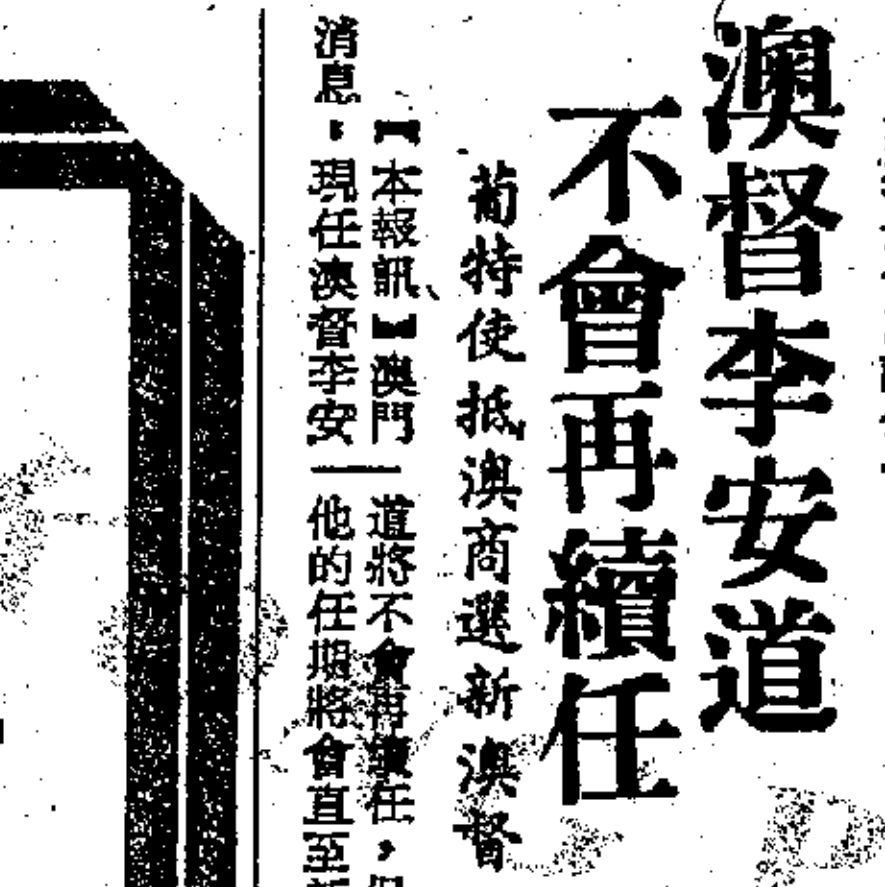 澳督李安道
不會再續任
葡特使抵澳商選新澳督
【本報訊】澳門
消息,現任澳督李安
道將不會再續任,
他的任期將會直至